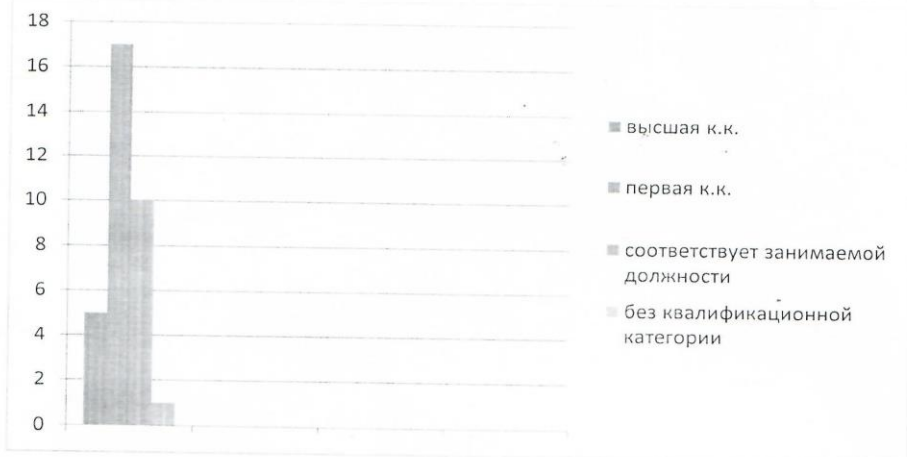 18
16
14
12
10
8
6
4
2
0
высшая к.к.
первая к.к.
соответствует занимаемой
должности
без квалификационной
категории